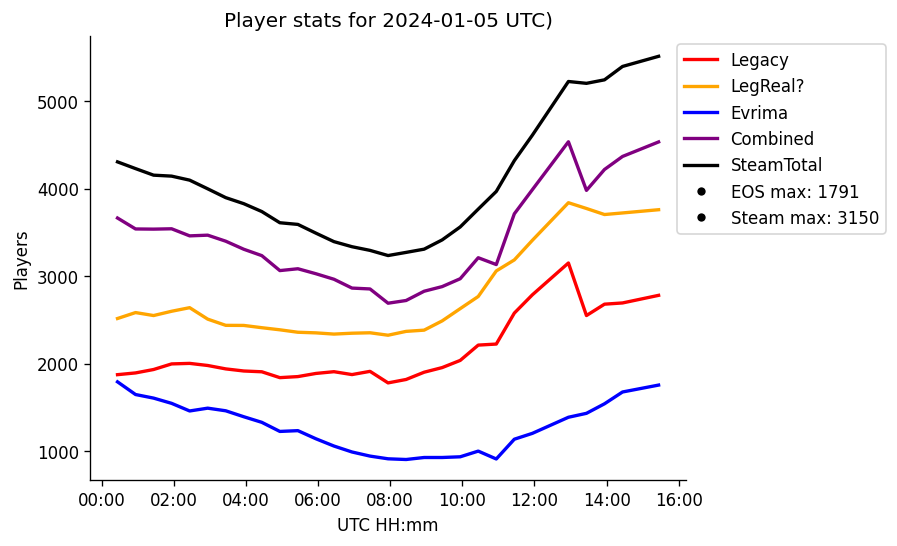 Player stats for 2024-01-05 UTC)
Legacy
LegReal?
Evrima
Combined
SteamTotal
EOS max: 1791
Steam max: 3150
Players
5000
4000
3000
2000
1000
00:00 02:00 04:00 06:00 08:00 10:00 12:00 14:00 16:00
UTC HH:mm